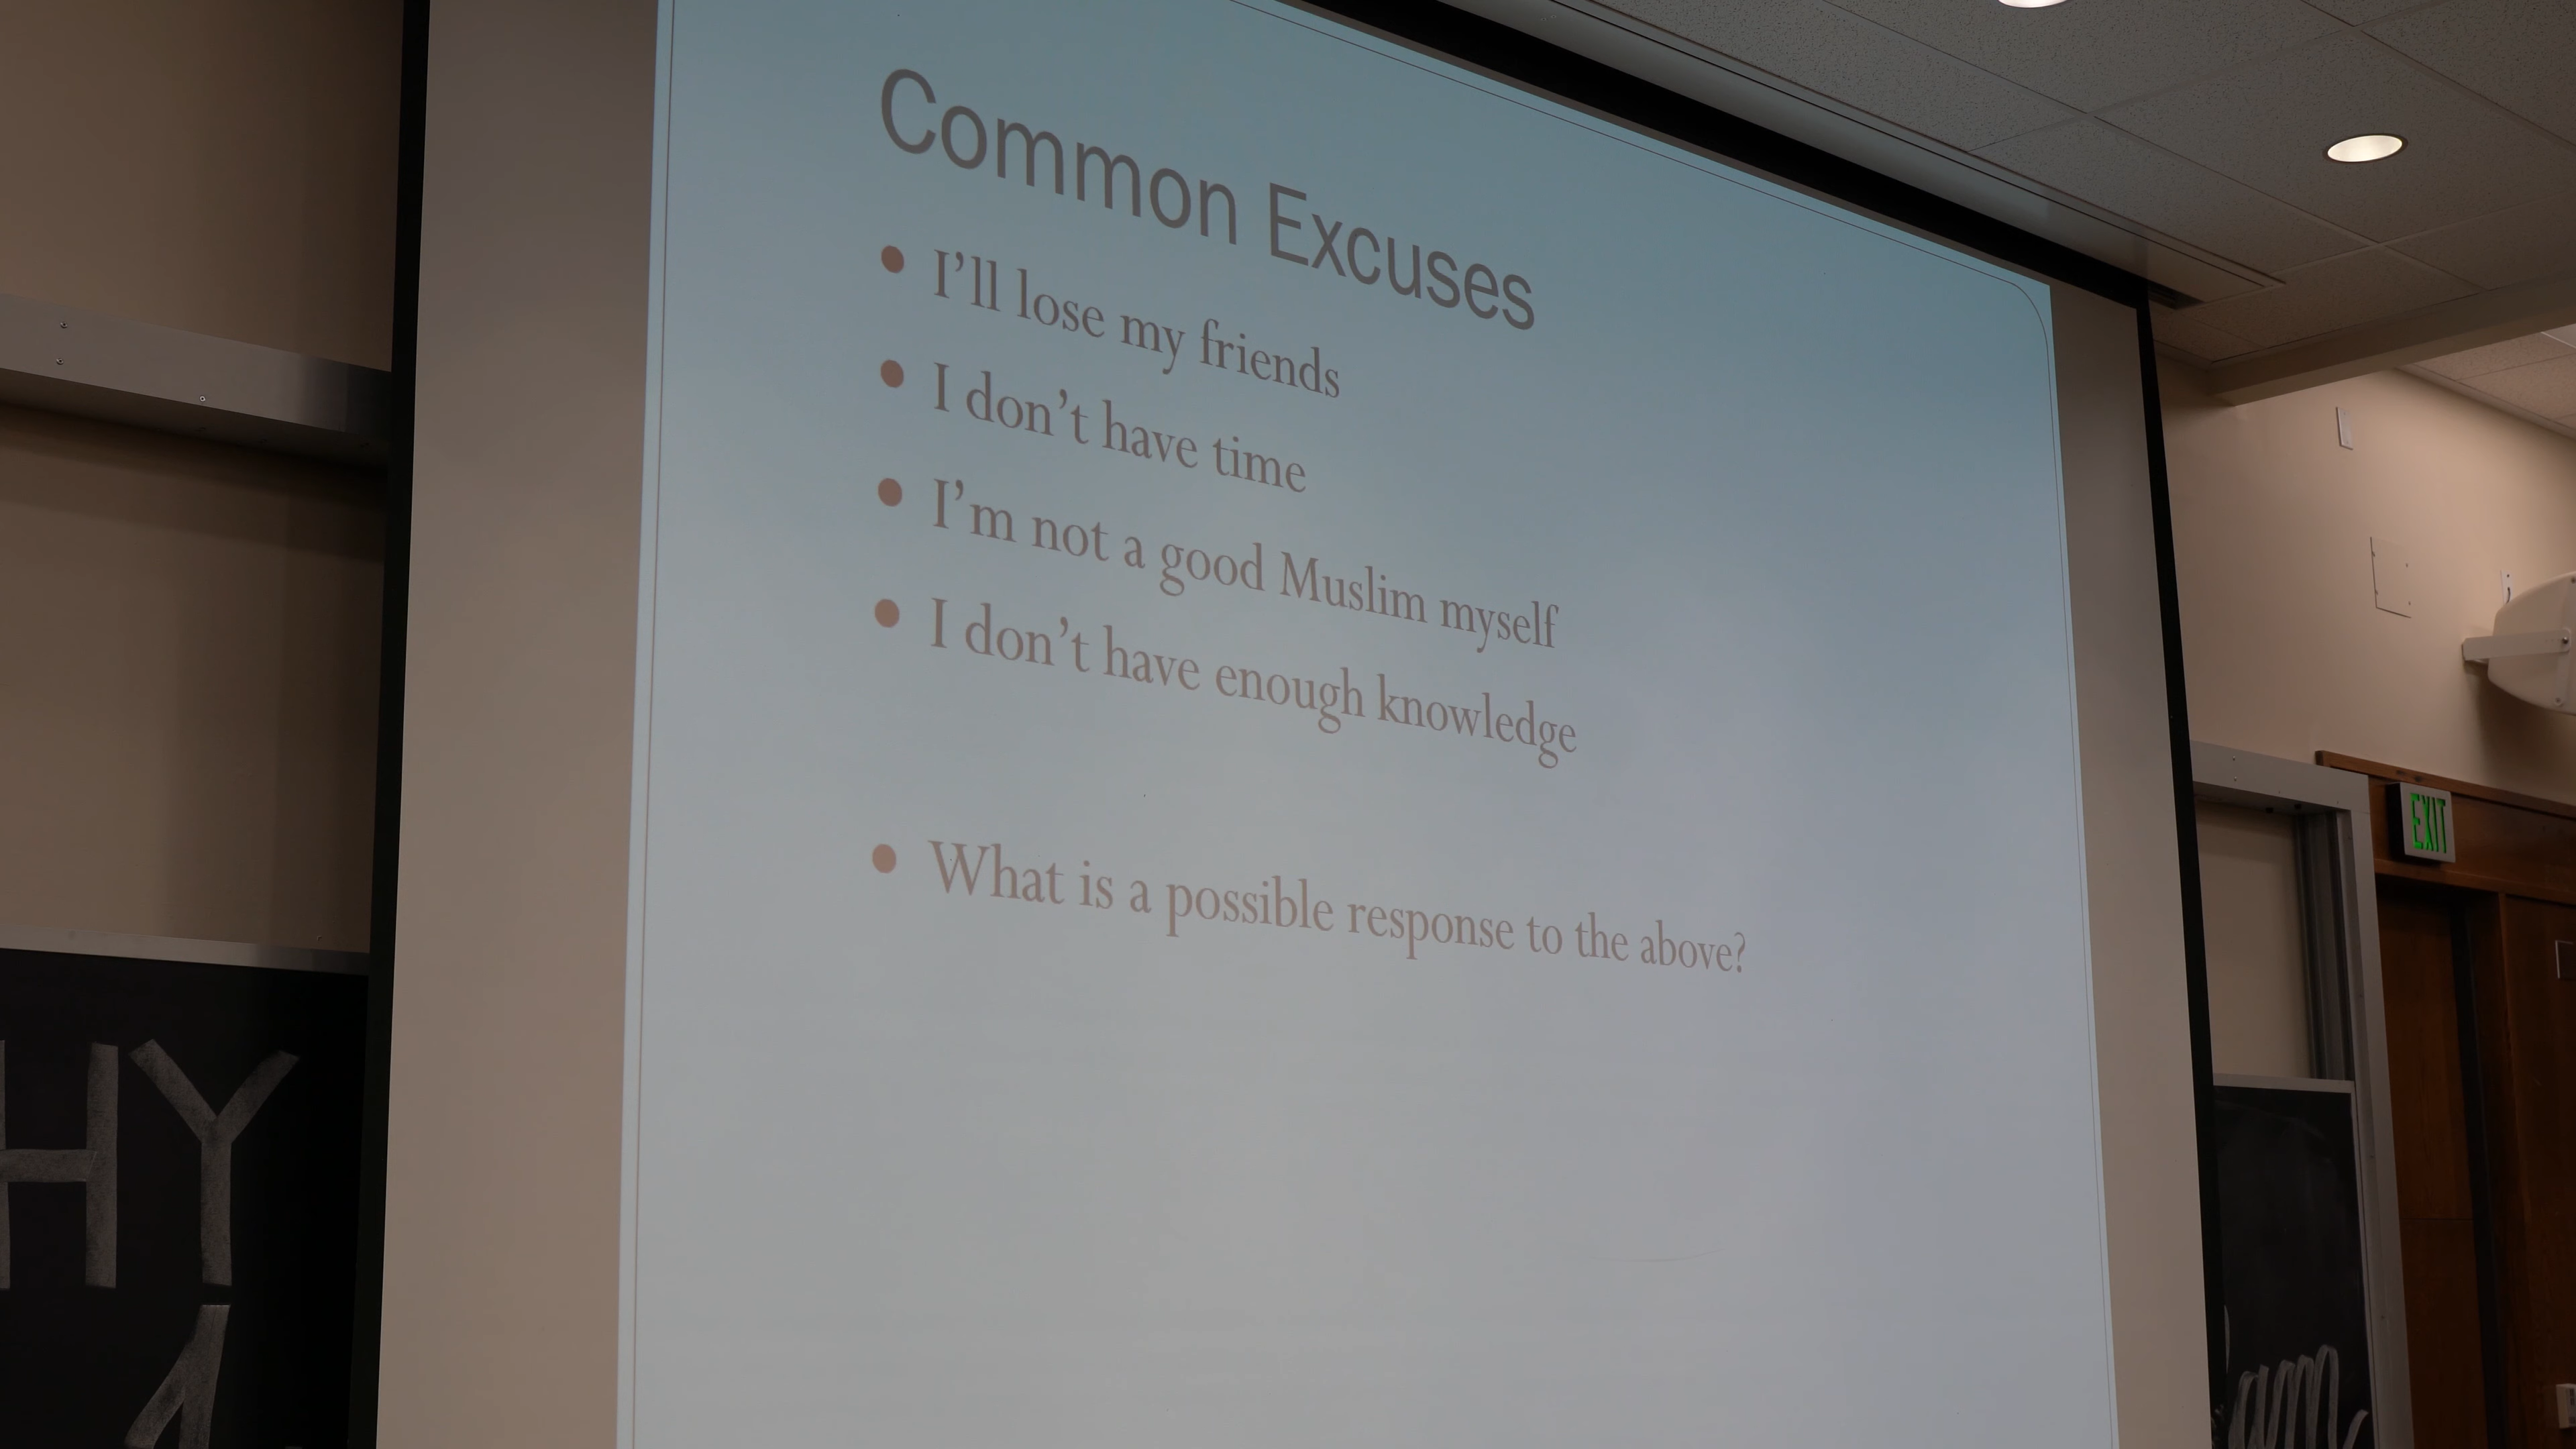 Common Excuses
• I'll lose my friends
• I don't have time
• I'm not a good Muslim myself
• I don't have enough knowledge
• What is a possible response to the above?
EXIT
HY